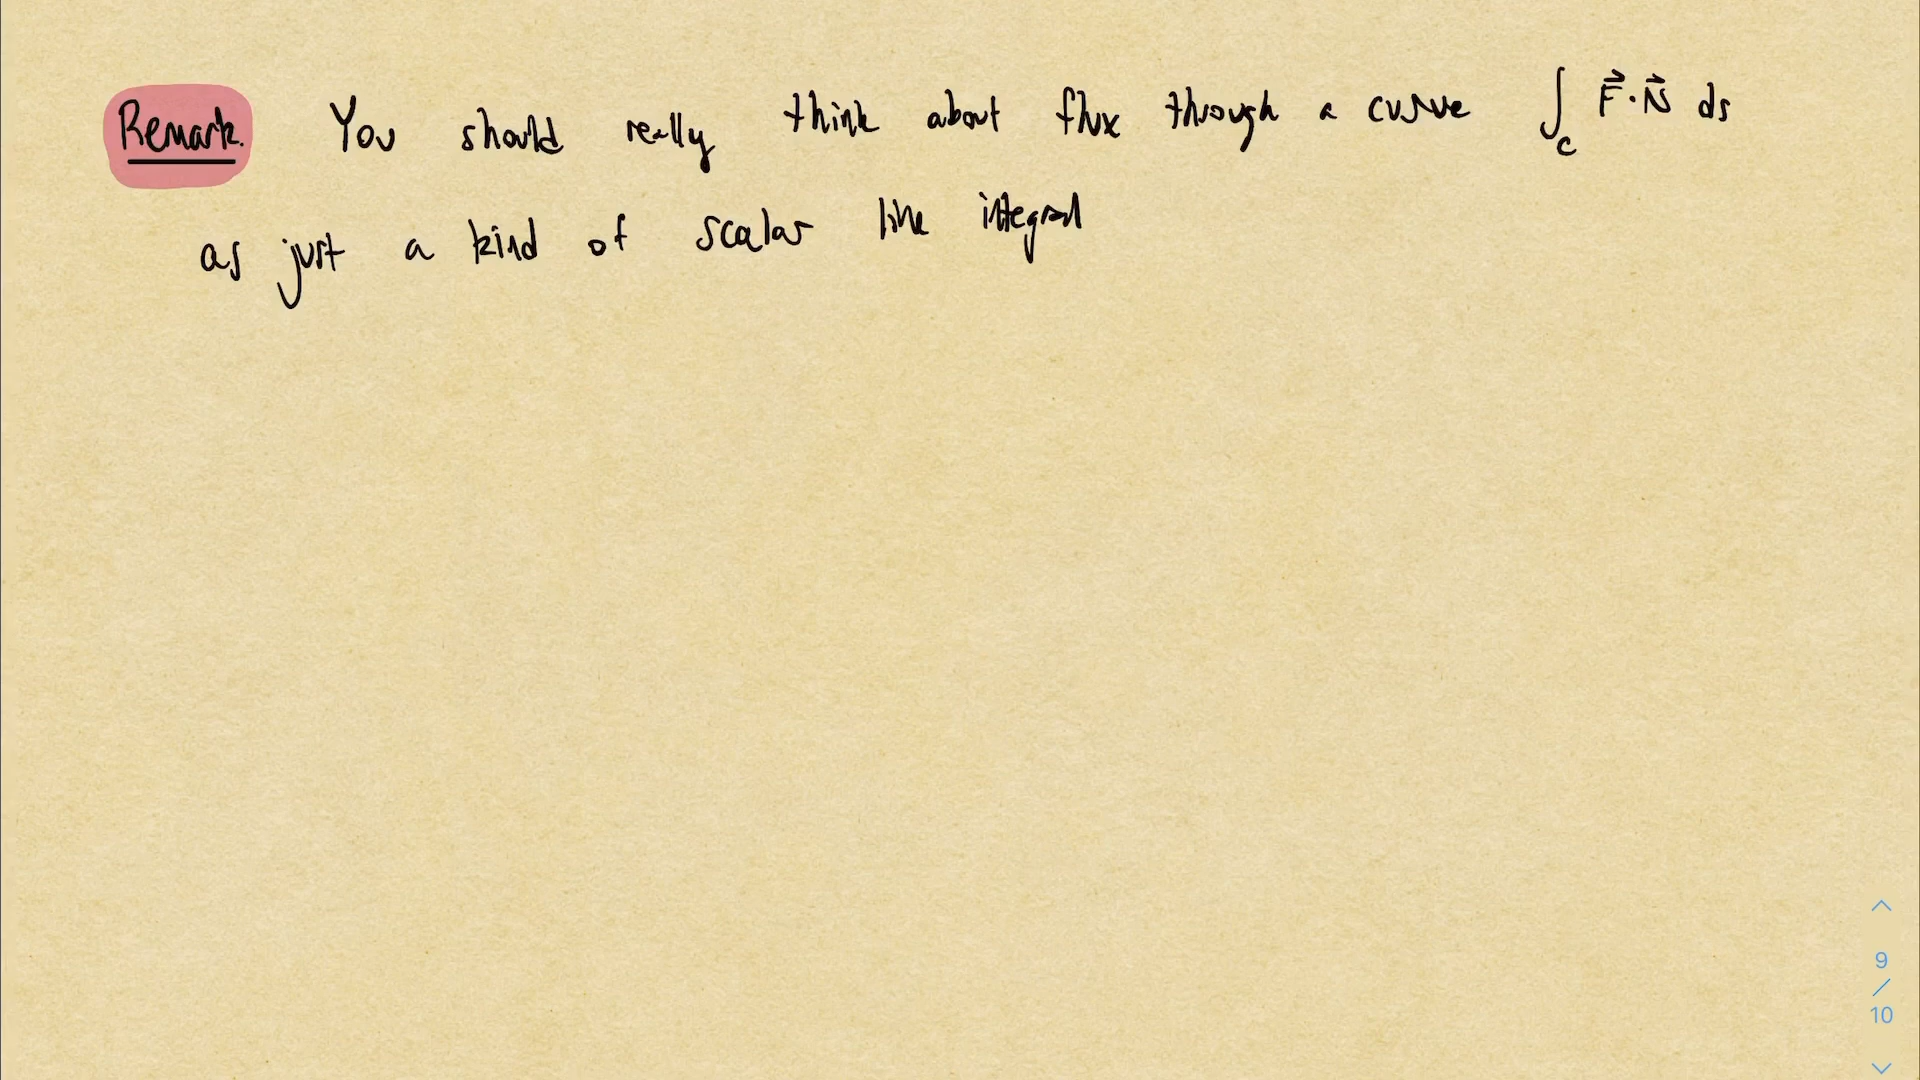 Remark. You should really think about flux through a curve ∫_C F⃗·N⃗ ds
as just a kind of scalar line integral
9
/
10